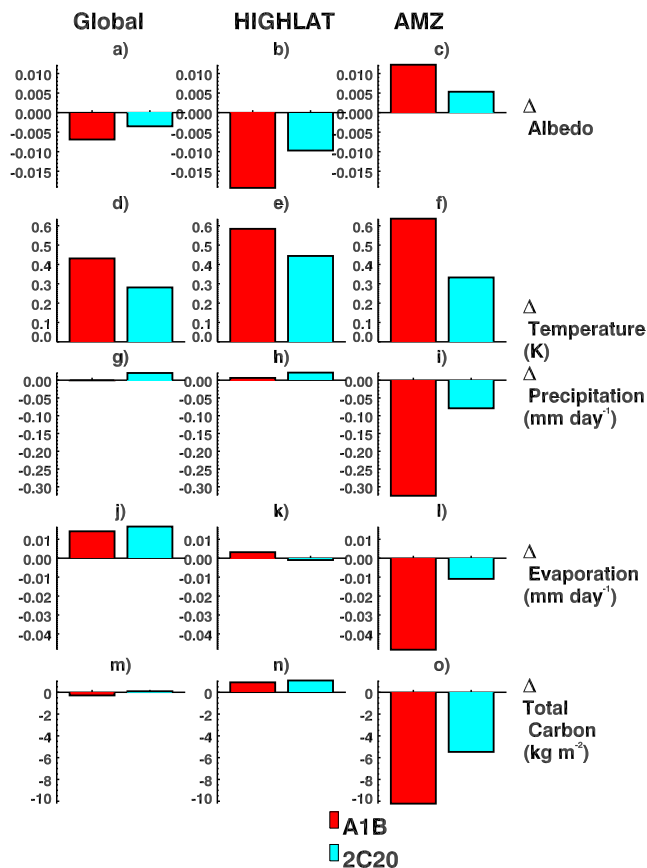 Global HIGHLAT AMZ
a) b) c)
0.010 0.010 0.010
0.005 0.005 0.005
0.000 0.000 0.000
-0.005 -0.005 -0.005
-0.010 -0.010 -0.010
-0.015 -0.015 -0.015
Δ
Albedo
d) e) f)
0.6 0.6 0.6
0.5 0.5 0.5
0.4 0.4 0.4
0.3 0.3 0.3
0.2 0.2 0.2
0.1 0.1 0.1
0.0 0.0 0.0
Δ
Temperature
(K)
g) h) i)
0.00 0.00 0.00
-0.05 -0.05 -0.05
-0.10 -0.10 -0.10
-0.15 -0.15 -0.15
-0.20 -0.20 -0.20
-0.25 -0.25 -0.25
-0.30 -0.30 -0.30
Δ
Precipitation
(mm day⁻¹)
j) k) l)
0.01 0.01 0.01
0.00 0.00 0.00
-0.01 -0.01 -0.01
-0.02 -0.02 -0.02
-0.03 -0.03 -0.03
-0.04 -0.04 -0.04
Δ
Evaporation
(mm day⁻¹)
m) n) o)
0 0 0
-2 -2 -2
-4 -4 -4
-6 -6 -6
-8 -8 -8
-10 -10 -10
Δ
Total
Carbon
(kg m⁻²)
A1B
2C20